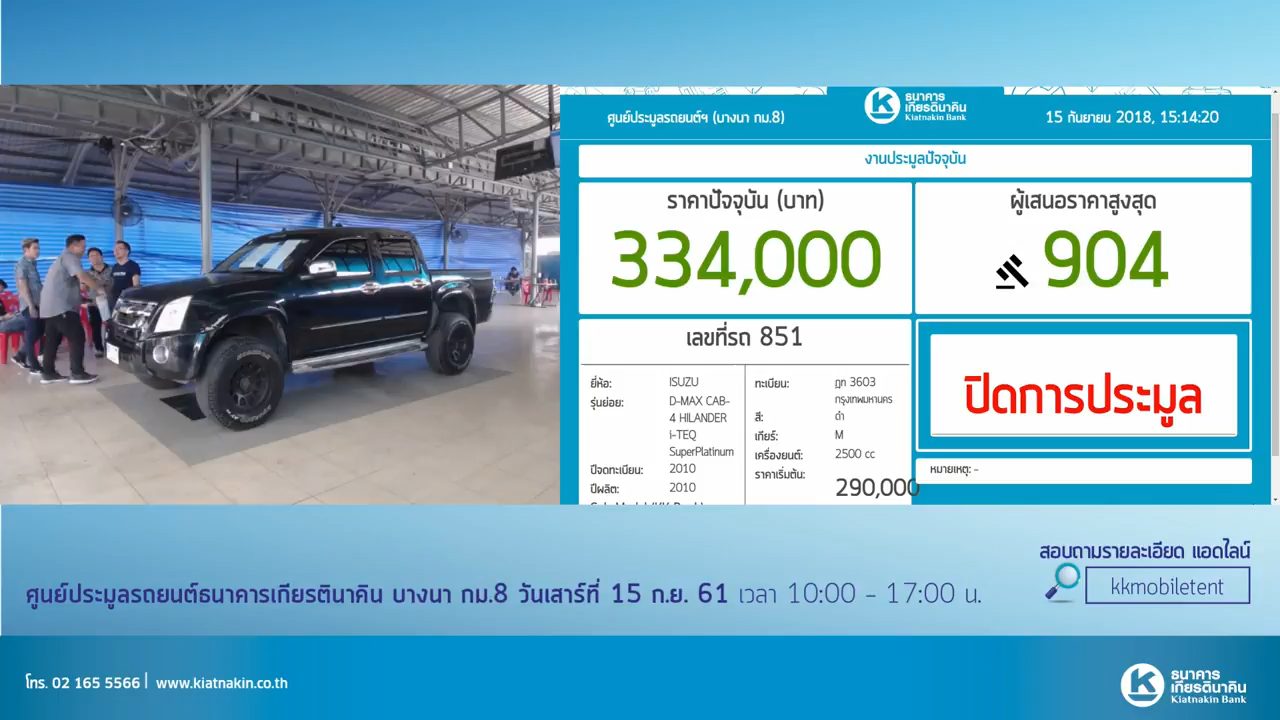 ศูนย์ประมูลรถยนต์ฯ (บางนา กม.8)
ธนาคาร
เกียรตินาคิน
Kiatnakin Bank
15 กันยายน 2018, 15:14:20
งานประมูลปัจจุบัน
ราคาปัจจุบัน (บาท)
334,000
ผู้เสนอราคาสูงสุด
904
เลขที่รถ 851
ยี่ห้อ: ISUZU
รุ่นย่อย: D-MAX CAB-
4 HILANDER
i-TEQ
SuperPlatinum
ปีจดทะเบียน: 2010
ปีผลิต: 2010
ทะเบียน: ฎท 3603
กรุงเทพมหานคร
สี: ดำ
เกียร์: M
เครื่องยนต์: 2500 cc
ราคาเริ่มต้น: 290,000
ปิดการประมูล
หมายเหตุ: -
สอบถามรายละเอียด แอดไลน์
kkmobiletent
ศูนย์ประมูลรถยนต์ธนาคารเกียรตินาคิน บางนา กม.8 วันเสาร์ที่ 15 ก.ย. 61 เวลา 10:00 - 17:00 น.
โทร. 02 165 5566 | www.kiatnakin.co.th
ธนาคาร
เกียรตินาคิน
Kiatnakin Bank